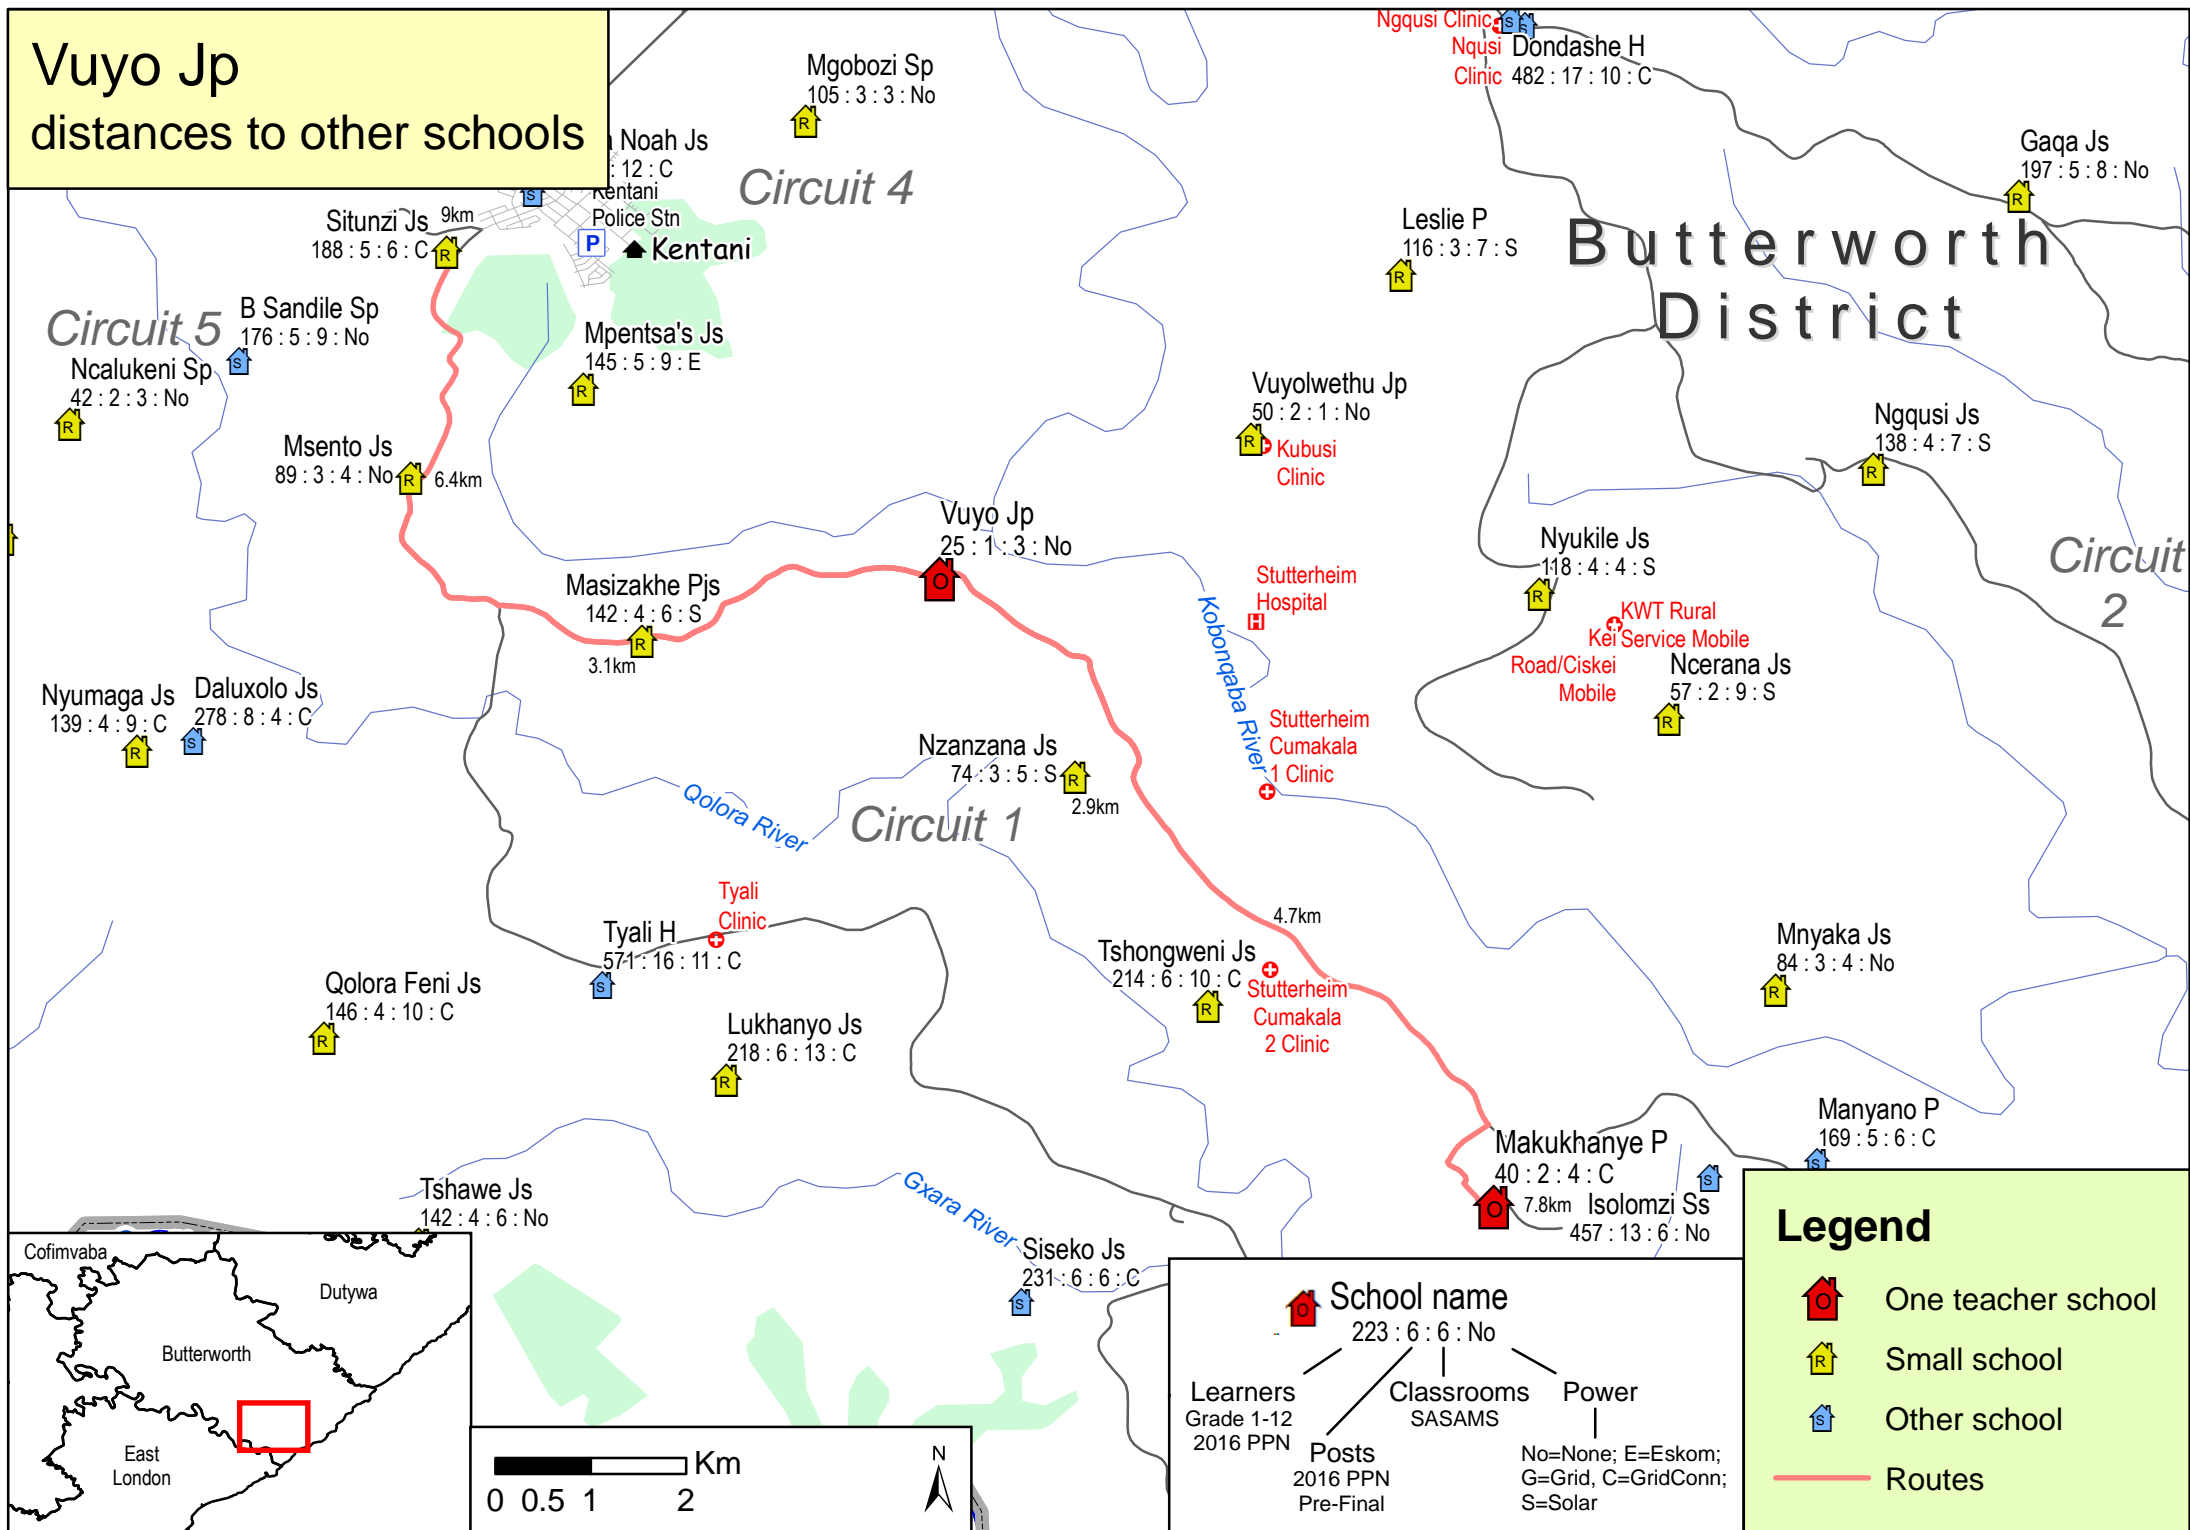 Vuyo Jp
distances to other schools
Mgobozi Sp
105 : 3 : 3 : No
Ngqusi Clinic
Nqusi
Clinic
Dondashe H
482 : 17 : 10 : C
Noah Js
: 12 : C
Kentani
Police Stn
P
Kentani
Circuit 4
Gaqa Js
197 : 5 : 8 : No
Situnzi Js
188 : 5 : 6 : C
9km
Leslie P
116 : 3 : 7 : S
Butterworth
District
Circuit 5
B Sandile Sp
176 : 5 : 9 : No
Ncalukeni Sp
42 : 2 : 3 : No
Mpentsa's Js
145 : 5 : 9 : E
Vuyolwethu Jp
50 : 2 : 1 : No
Kubusi
Clinic
Ngqusi Js
138 : 4 : 7 : S
Msento Js
89 : 3 : 4 : No
6.4km
Vuyo Jp
25 : 1 : 3 : No
Nyukile Js
118 : 4 : 4 : S
Circuit
2
Masizakhe Pjs
142 : 4 : 6 : S
3.1km
Stutterheim
Hospital
H
Kobonqaba River
KWT Rural
Kei Service Mobile
Road/Ciskei
Mobile
Ncerana Js
57 : 2 : 9 : S
Nyumaga Js
139 : 4 : 9 : C
Daluxolo Js
278 : 8 : 4 : C
Stutterheim
Cumakala
1 Clinic
Nzanzana Js
74 : 3 : 5 : S
2.9km
Qolora River
Circuit 1
Tyali
Clinic
Tyali H
571 : 16 : 11 : C
4.7km
Tshongweni Js
214 : 6 : 10 : C
Stutterheim
Cumakala
2 Clinic
Mnyaka Js
84 : 3 : 4 : No
Qolora Feni Js
146 : 4 : 10 : C
Lukhanyo Js
218 : 6 : 13 : C
Manyano P
169 : 5 : 6 : C
Makukhanye P
40 : 2 : 4 : C
7.8km
Isolomzi Ss
457 : 13 : 6 : No
Tshawe Js
142 : 4 : 6 : No
Gxara River
Siseko Js
231 : 6 : 6 : C
Cofimvaba
Dutywa
Butterworth
East
London
Km
0 0.5 1 2
N
School name
223 : 6 : 6 : No
Learners
Grade 1-12
2016 PPN
Posts
2016 PPN
Pre-Final
Classrooms
SASAMS
Power
No=None; E=Eskom;
G=Grid, C=GridConn;
S=Solar
Legend
O One teacher school
R Small school
S Other school
Routes